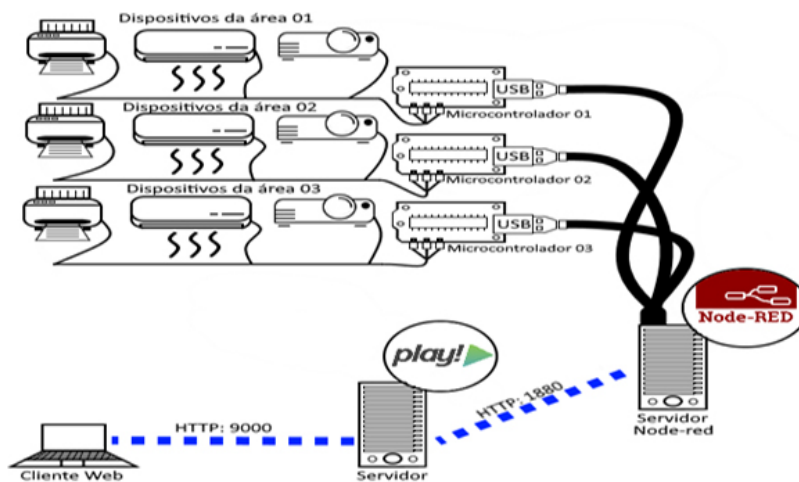 Dispositivos da área 01
USB
Microcontrolador 01
Dispositivos da área 02
USB
Microcontrolador 02
Dispositivos da área 03
USB
Microcontrolador 03
Node-RED
play!
HTTP: 1880
HTTP: 9000
Servidor
Node-red
Cliente Web
Servidor